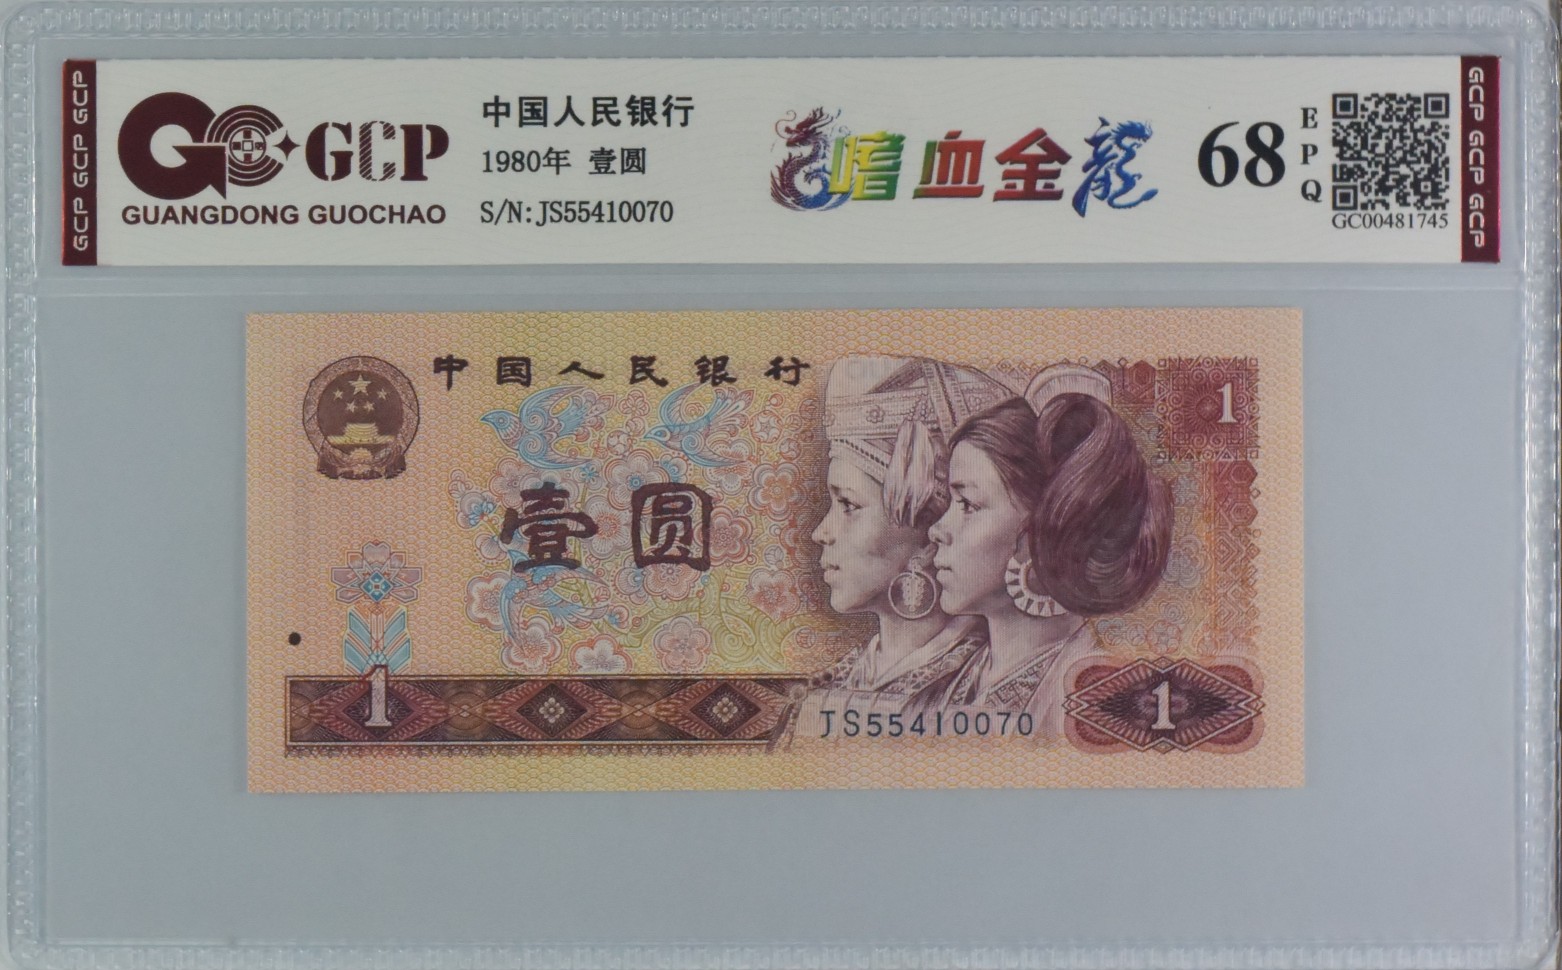 GCP GCP GCP
GCP
GUANGDONG GUOCHAO
中国人民银行
1980年 壹圆
S/N:JS55410070
嗜血金龍
68
EPQ
GC00481745
GCP GCP GCP
中国人民银行
1
壹圆
1
JS55410070
1